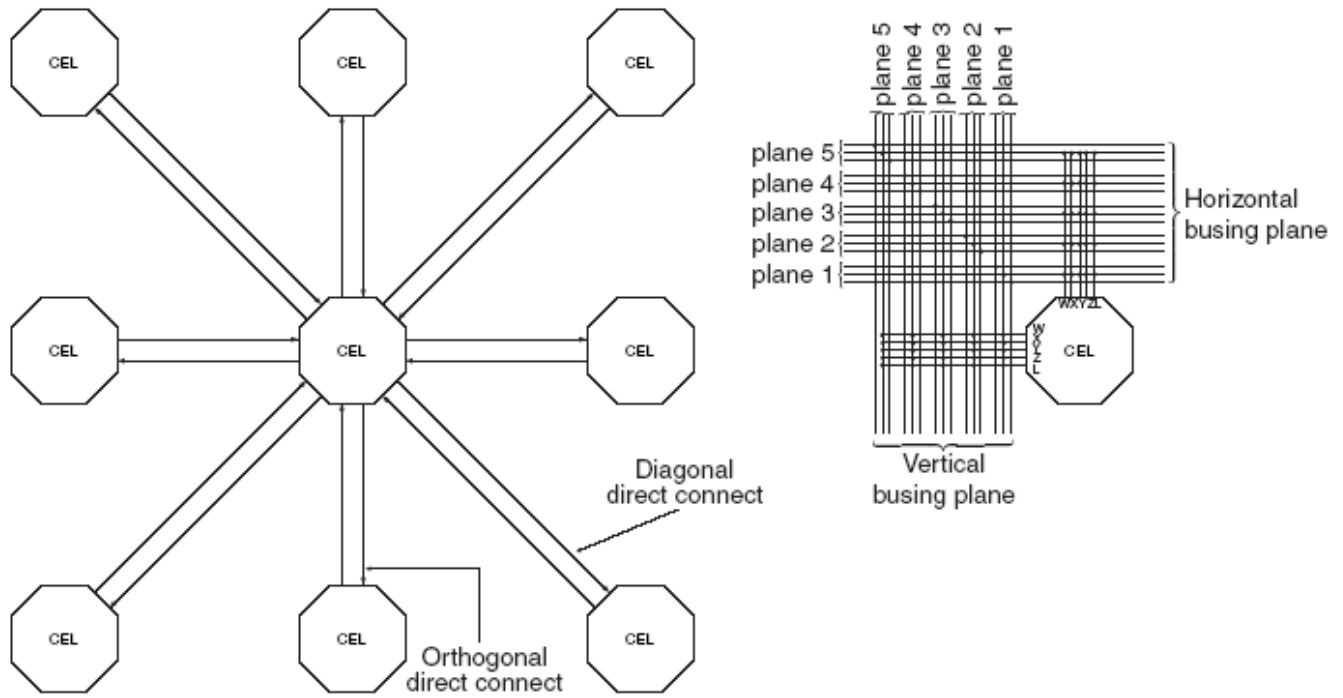 CEL
CEL
CEL
CEL
CEL
CEL
CEL
CEL
CEL
Diagonal
direct connect
Orthogonal
direct connect
plane 5
plane 4
plane 3
plane 2
plane 1
plane 5
plane 4
plane 3
plane 2
plane 1
Horizontal
busing plane
WXYZL
W
X
Y
Z
L
CEL
Vertical
busing plane